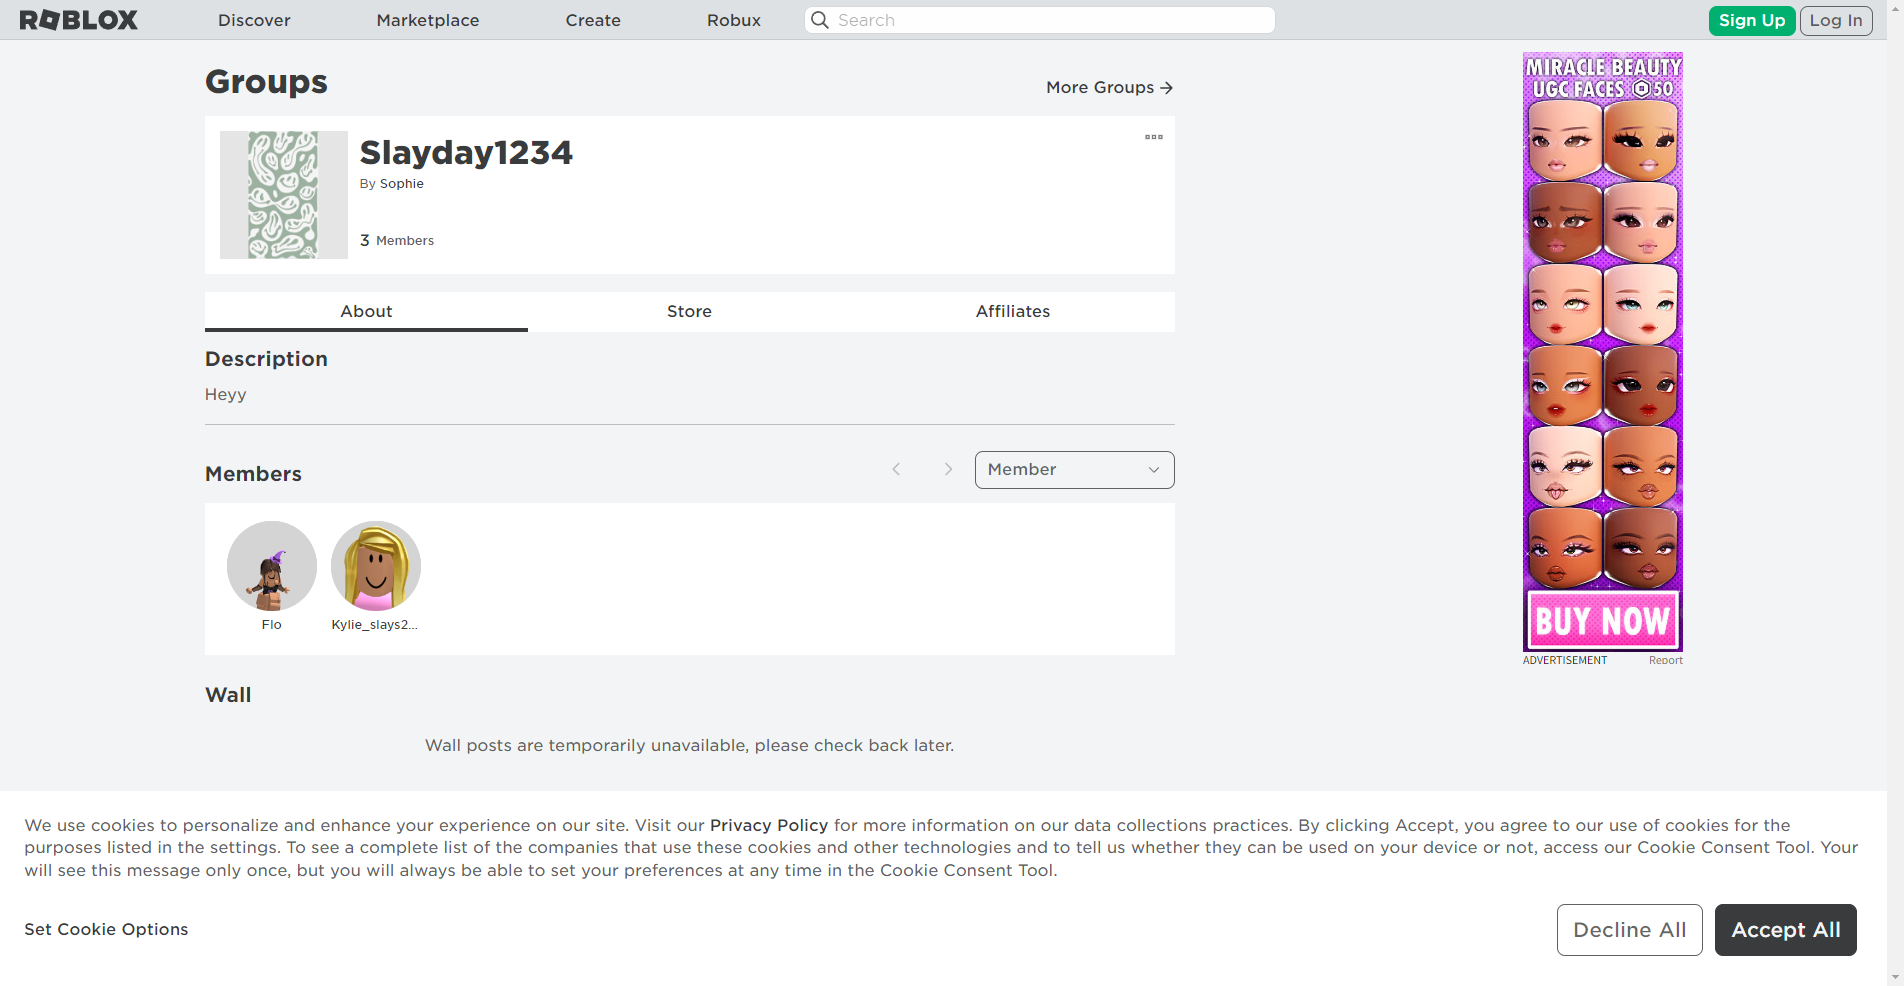 ROBLOX Discover Marketplace Create Robux Search Sign Up Log In
Groups
More Groups
Slayday1234
By Sophie
3 Members
About Store Affiliates
Description
Heyy
Members
Member
Flo Kylie_slays2...
Wall
Wall posts are temporarily unavailable, please check back later.
MIRACLE BEAUTY
UGC FACES 50
BUY NOW
ADVERTISEMENT Report
We use cookies to personalize and enhance your experience on our site. Visit our Privacy Policy for more information on our data collections practices. By clicking Accept, you agree to our use of cookies for the
purposes listed in the settings. To see a complete list of the companies that use these cookies and other technologies and to tell us whether they can be used on your device or not, access our Cookie Consent Tool. Your
will see this message only once, but you will always be able to set your preferences at any time in the Cookie Consent Tool.
Set Cookie Options
Decline All Accept All